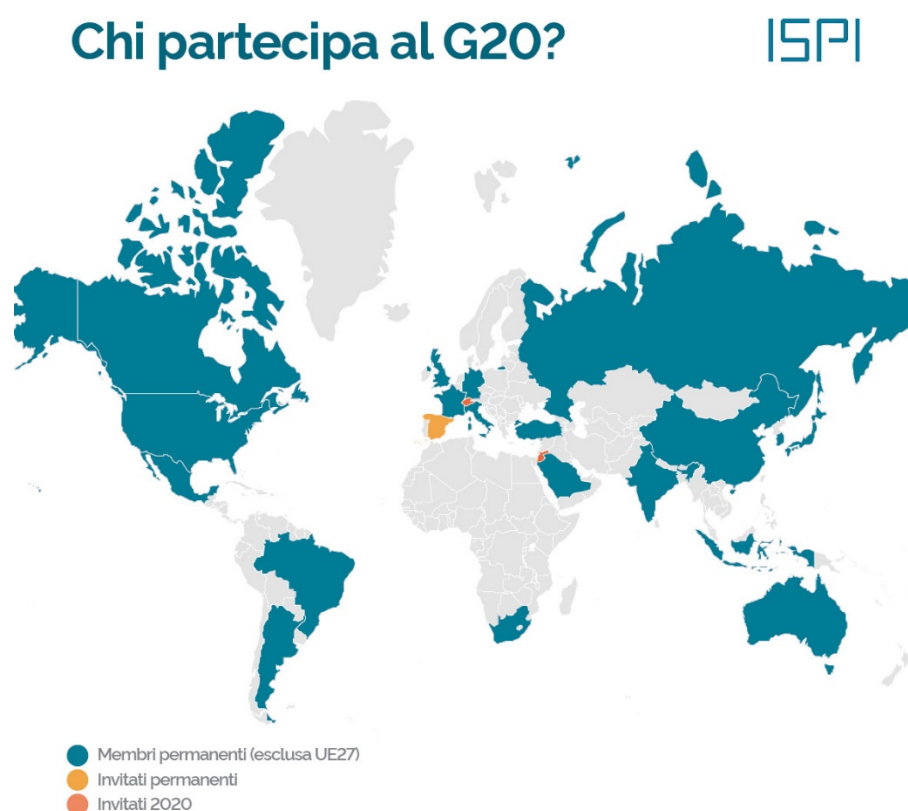 Chi partecipa al G20?
ISPI
Membri permanenti (esclusa UE27)
Invitati permanenti
Invitati 2020